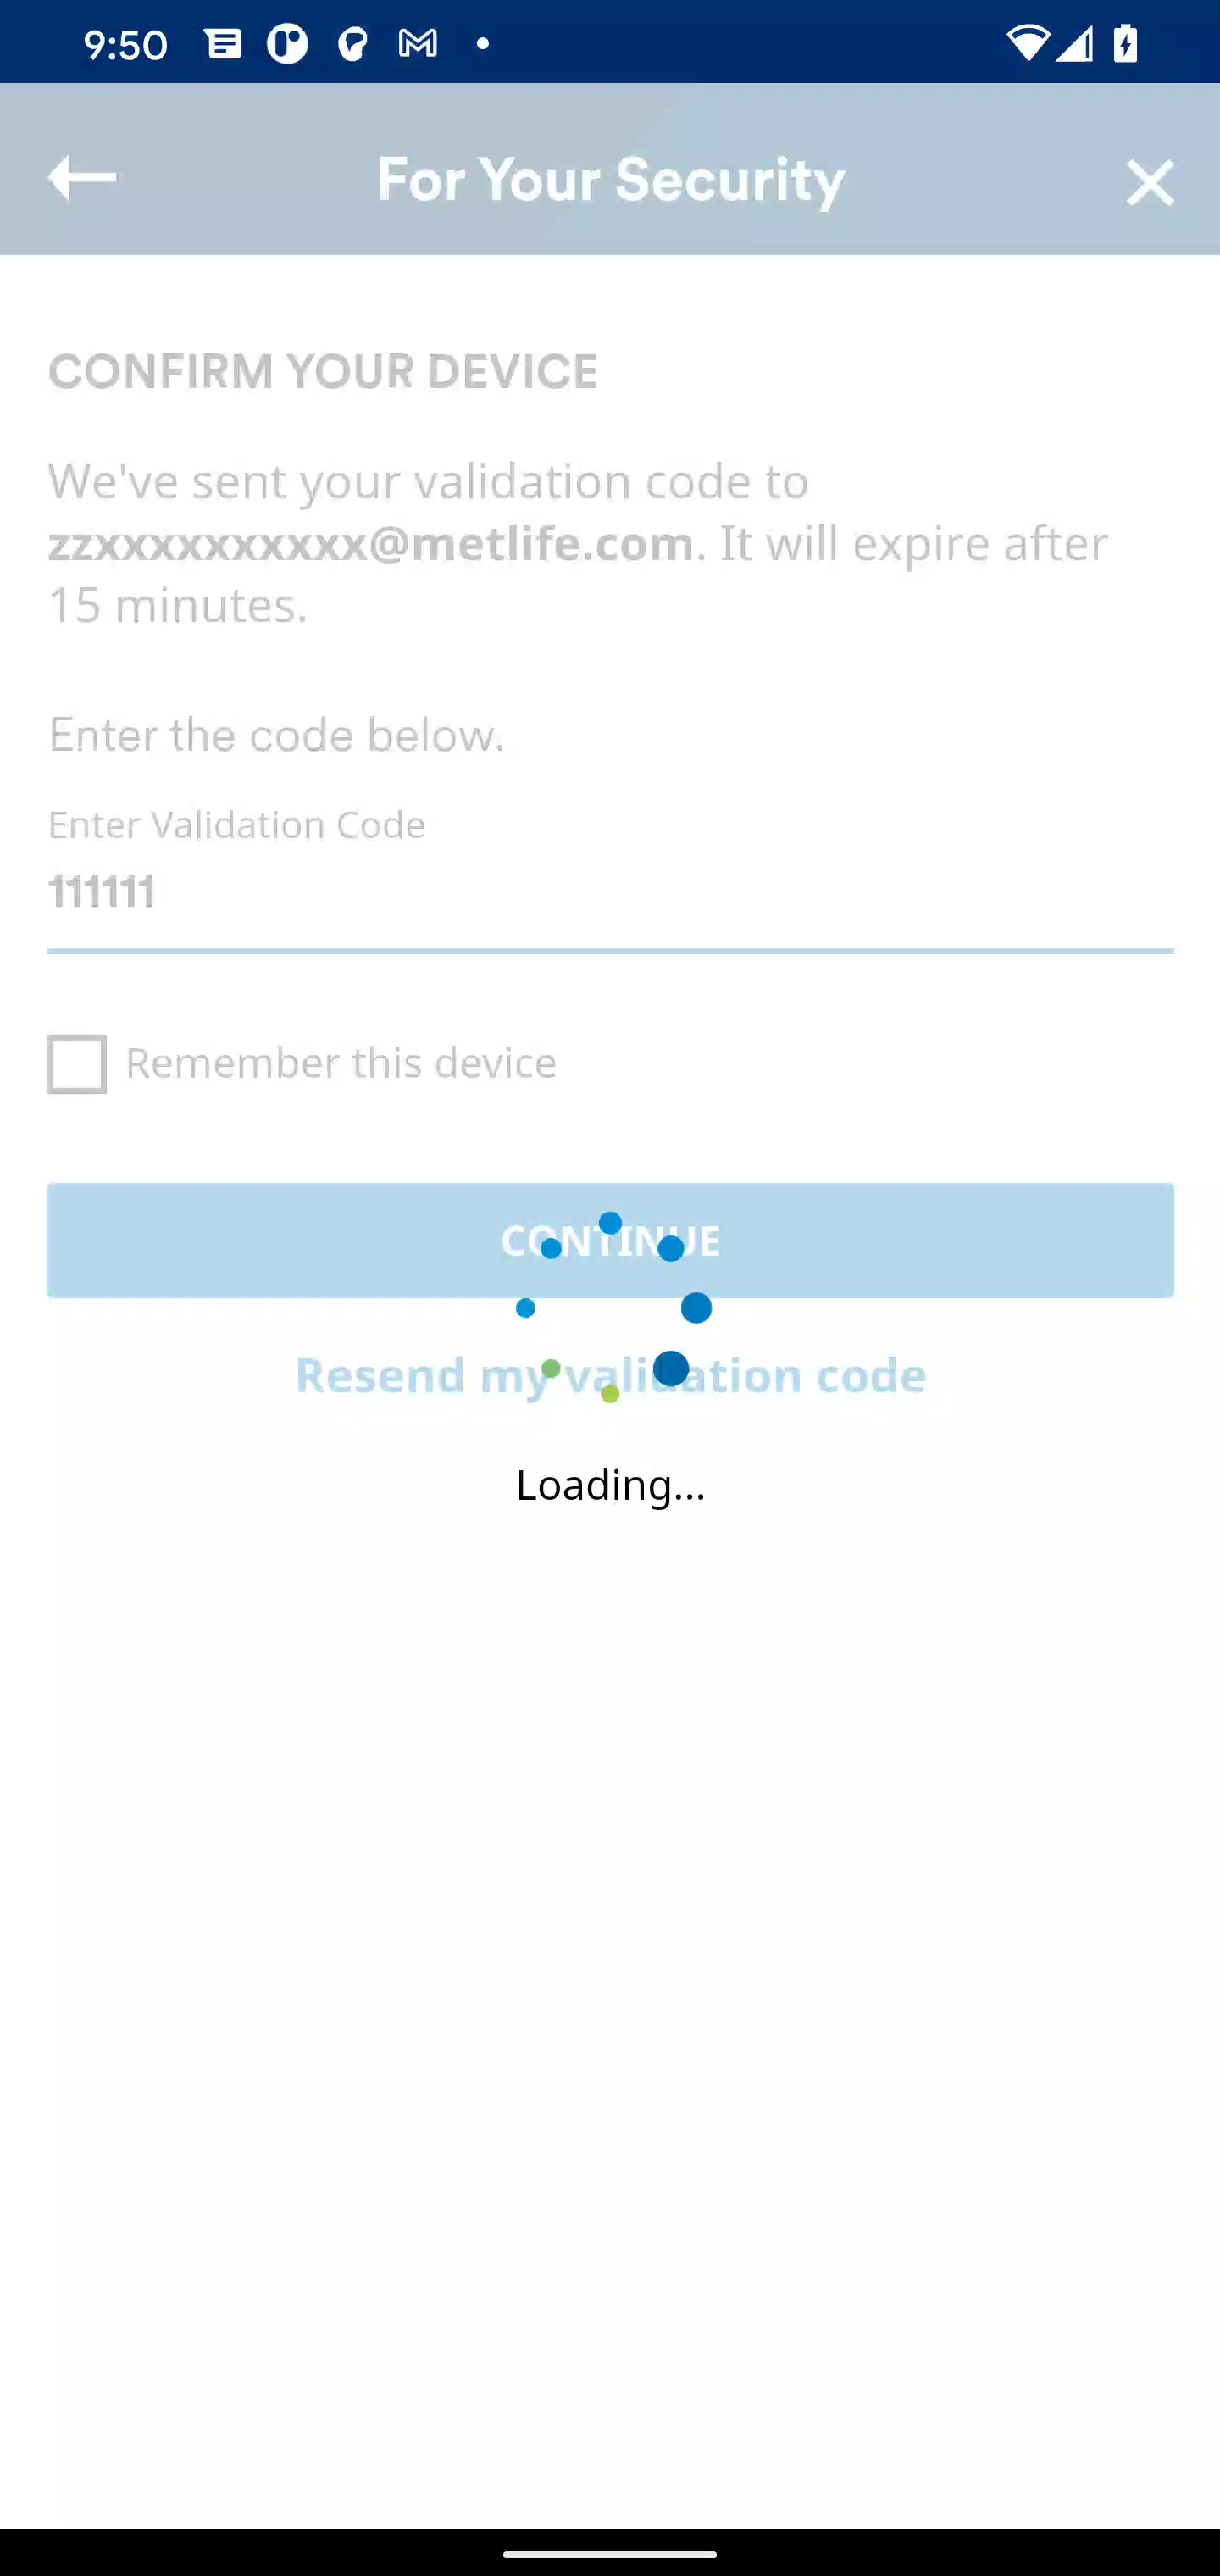 9:50
For Your Security
CONFIRM YOUR DEVICE
We've sent your validation code to
zzxxxxxxxxxx@metlife.com. It will expire after
15 minutes.
Enter the code below.
Enter Validation Code
111111
Remember this device
CONTINUE
Resend my validation code
Loading...